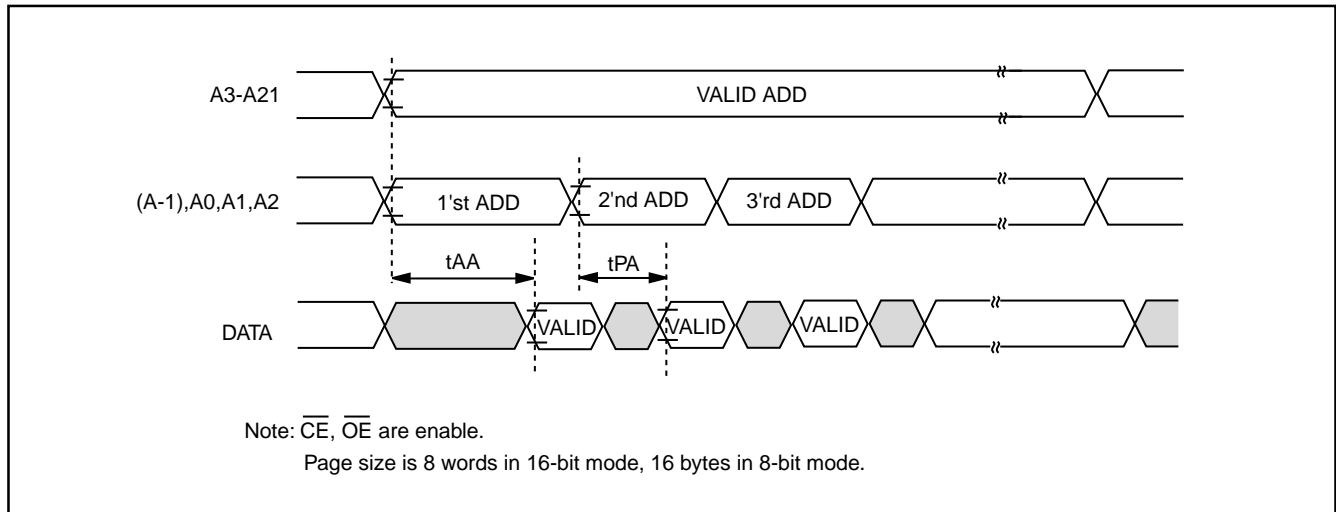 A3-A21
VALID ADD
(A-1),A0,A1,A2
1'st ADD
2'nd ADD
3'rd ADD
tAA
tPA
DATA
VALID
VALID
VALID
Note: C̅E̅, O̅E̅ are enable.
Page size is 8 words in 16-bit mode, 16 bytes in 8-bit mode.